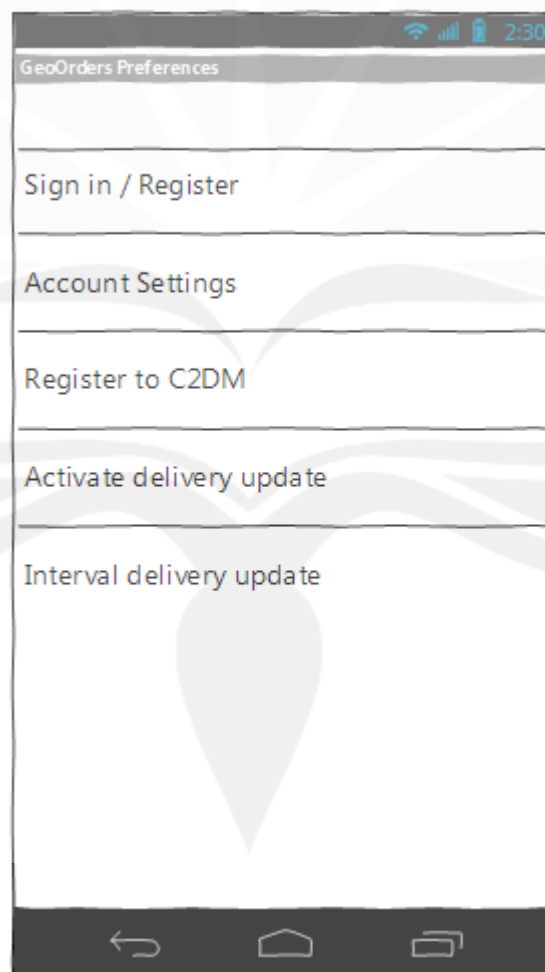 2:30
GeoOrders Preferences
Sign in / Register
Account Settings
Register to C2DM
Activate delivery update
Interval delivery update